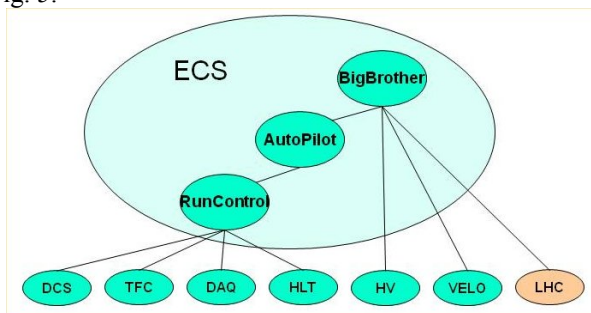 ECS
BigBrother
AutoPilot
RunControl
DCS TFC DAQ HLT HV VELO LHC